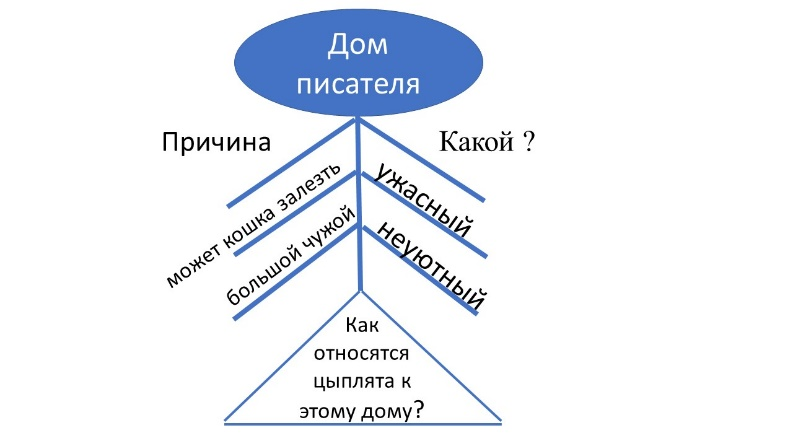 Дом
писателя
Причина
Какой ?
может кошка залезть
ужасный
большой чужой
неуютный
Как
относятся
цыплята к
этому дому?